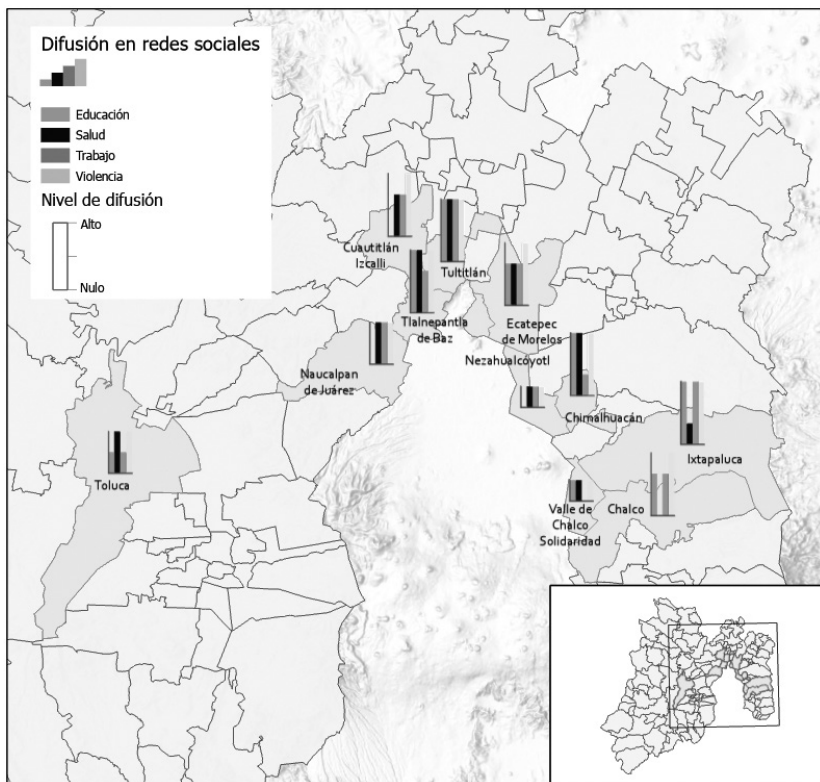 Difusión en redes sociales
Educación
Salud
Trabajo
Violencia
Nivel de difusión
Alto
Nulo
Cuautitlán
Izcalli
Tultitlán
Tlalnepantla
de Baz
Ecatepec
de Morelos
Nezahualcóyotl
Naucalpan
de Juárez
Chimalhuacán
Ixtapaluca
Toluca
Valle de
Chalco
Solidaridad
Chalco